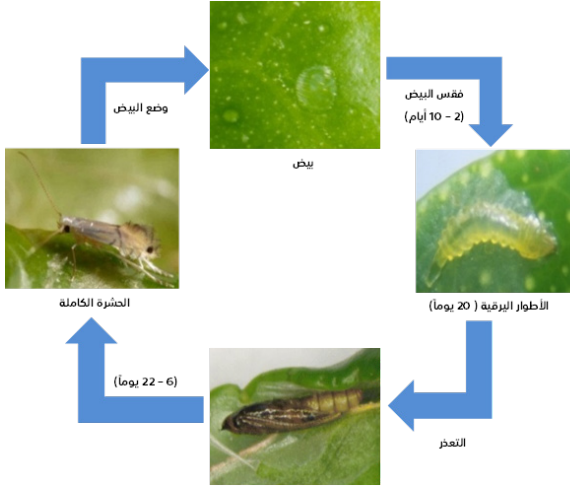 وضع البيض
فقس البيض
(2 – 10 أيام)
بيض
الحشرة الكاملة
الأطوار اليرقية ( 20 يوماً)
(6 – 22 يوماً)
التعذر